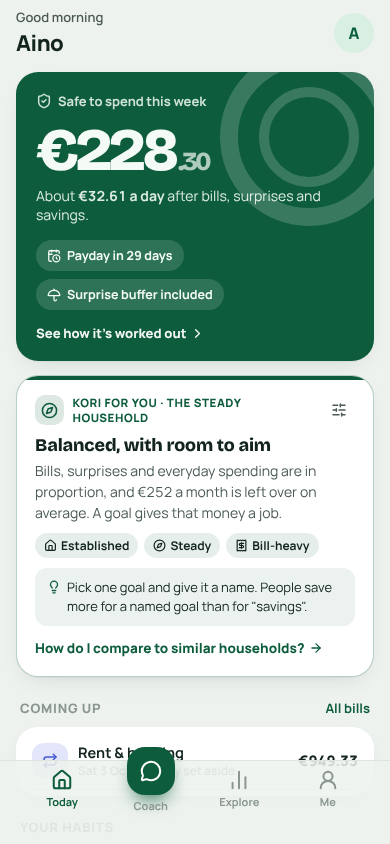 Good morning
Aino
A
Safe to spend this week
€228.30
About €32.61 a day after bills, surprises and
savings.
Payday in 29 days
Surprise buffer included
See how it's worked out
KORI FOR YOU · THE STEADY
HOUSEHOLD
Balanced, with room to aim
Bills, surprises and everyday spending are in
proportion, and €252 a month is left over on
average. A goal gives that money a job.
Established
Steady
Bill-heavy
Pick one goal and give it a name. People save
more for a named goal than for "savings".
How do I compare to similar households?
COMING UP
All bills
Rent &
€949.33
Sat 3 set aside
Today
Coach
Explore
Me
YOUR HABITS